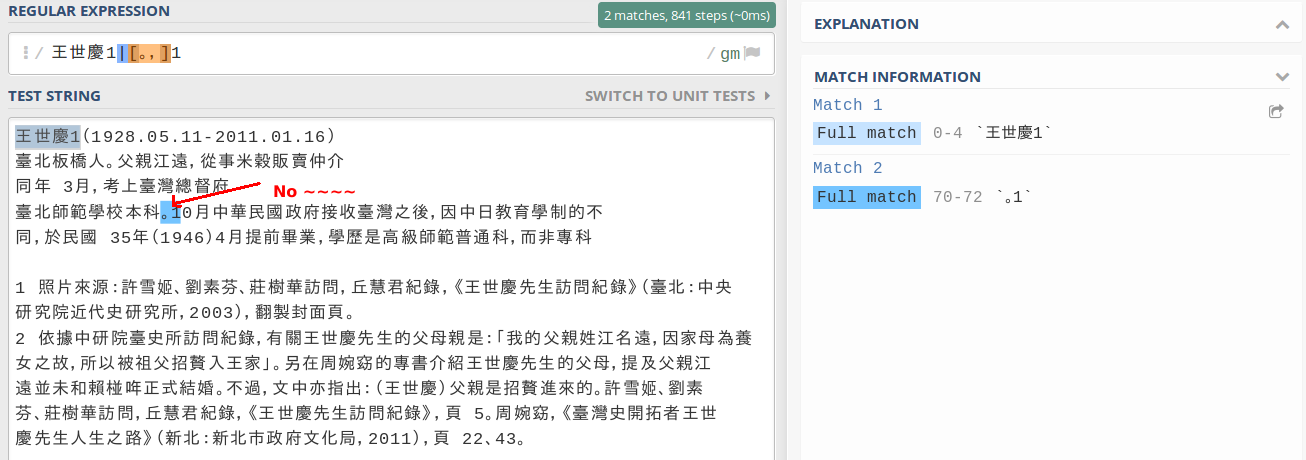 REGULAR EXPRESSION
2 matches, 841 steps (~0ms)
/ 王世慶1|[。,]1 / gm
TEST STRING
SWITCH TO UNIT TESTS
王世慶1(1928.05.11-2011.01.16)
臺北板橋人。父親江遠,從事米穀販賣仲介
同年 3月,考上臺灣總督府
No ~~~~
臺北師範學校本科。10月中華民國政府接收臺灣之後,因中日教育學制的不
同,於民國 35年(1946)4月提前畢業,學歷是高級師範普通科,而非專科
1 照片來源:許雪姬、劉素芬、莊樹華訪問,丘慧君紀錄,《王世慶先生訪問紀錄》(臺北:中央
研究院近代史研究所,2003),翻製封面頁。
2 依據中研院臺史所訪問紀錄,有關王世慶先生的父母親是:「我的父親姓江名遠,因家母為養
女之故,所以被祖父招贅入王家」。另在周婉窈的專書介紹王世慶先生的父母,提及父親江
遠並未和賴椪哖正式結婚。不過,文中亦指出:(王世慶)父親是招贅進來的。許雪姬、劉素
芬、莊樹華訪問,丘慧君紀錄,《王世慶先生訪問紀錄》,頁 5。周婉窈,《臺灣史開拓者王世
慶先生人生之路》(新北:新北市政府文化局,2011),頁 22、43。
EXPLANATION
MATCH INFORMATION
Match 1
Full match 0-4 `王世慶1`
Match 2
Full match 70-72 `。1`